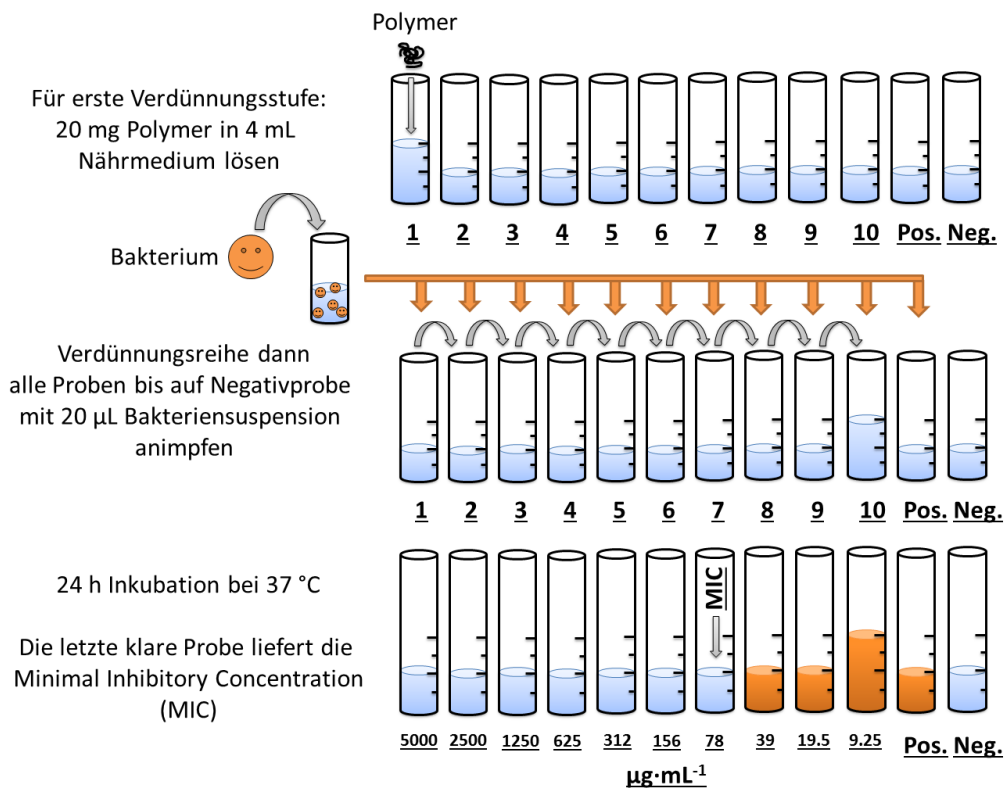 Polymer
Für erste Verdünnungsstufe:
20 mg Polymer in 4 mL
Nährmedium lösen
1 2 3 4 5 6 7 8 9 10 Pos. Neg.
Bakterium
Verdünnungsreihe dann
alle Proben bis auf Negativprobe
mit 20 µL Bakteriensuspension
animpfen
1 2 3 4 5 6 7 8 9 10 Pos. Neg.
24 h Inkubation bei 37 °C
MIC
Die letzte klare Probe liefert die
Minimal Inhibitory Concentration
(MIC)
5000 2500 1250 625 312 156 78 39 19.5 9.25 Pos. Neg.
µg·mL⁻¹